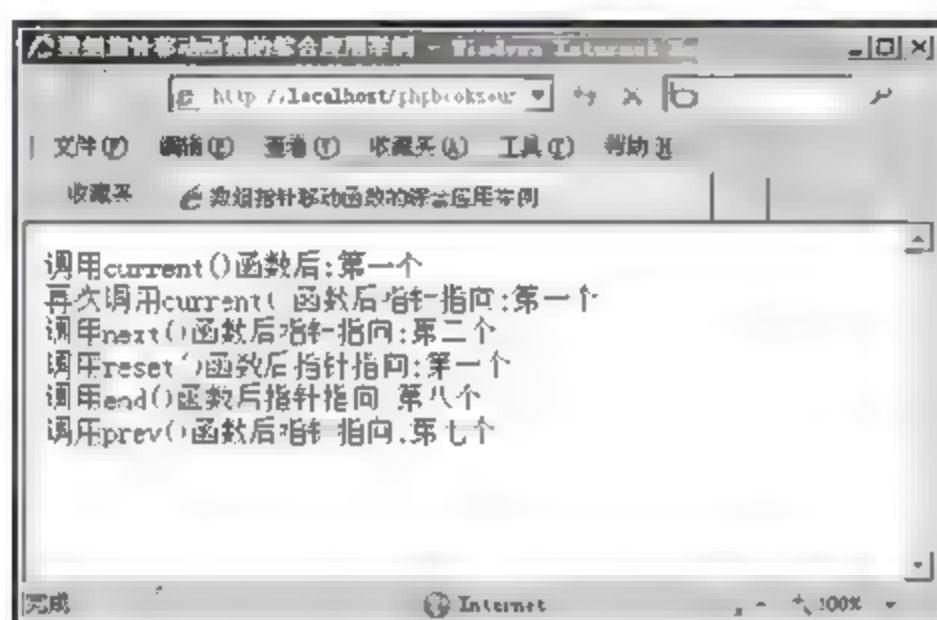 数组指针移动函数的综合应用举例 - Windows Internet
http://localhost/phpbooksour
文件(F) 编辑(E) 查看(V) 收藏夹(A) 工具(T) 帮助(H
收藏夹 数组指针移动函数的综合应用举例
调用current()函数后:第一个
再次调用current( 函数后指针指向:第一个
调用next()函数后指针指向:第二个
调用reset()函数后指针指向:第一个
调用end()函数后指针指向 第八个
调用prev()函数后指针指向:第七个
完成 Internet 100%